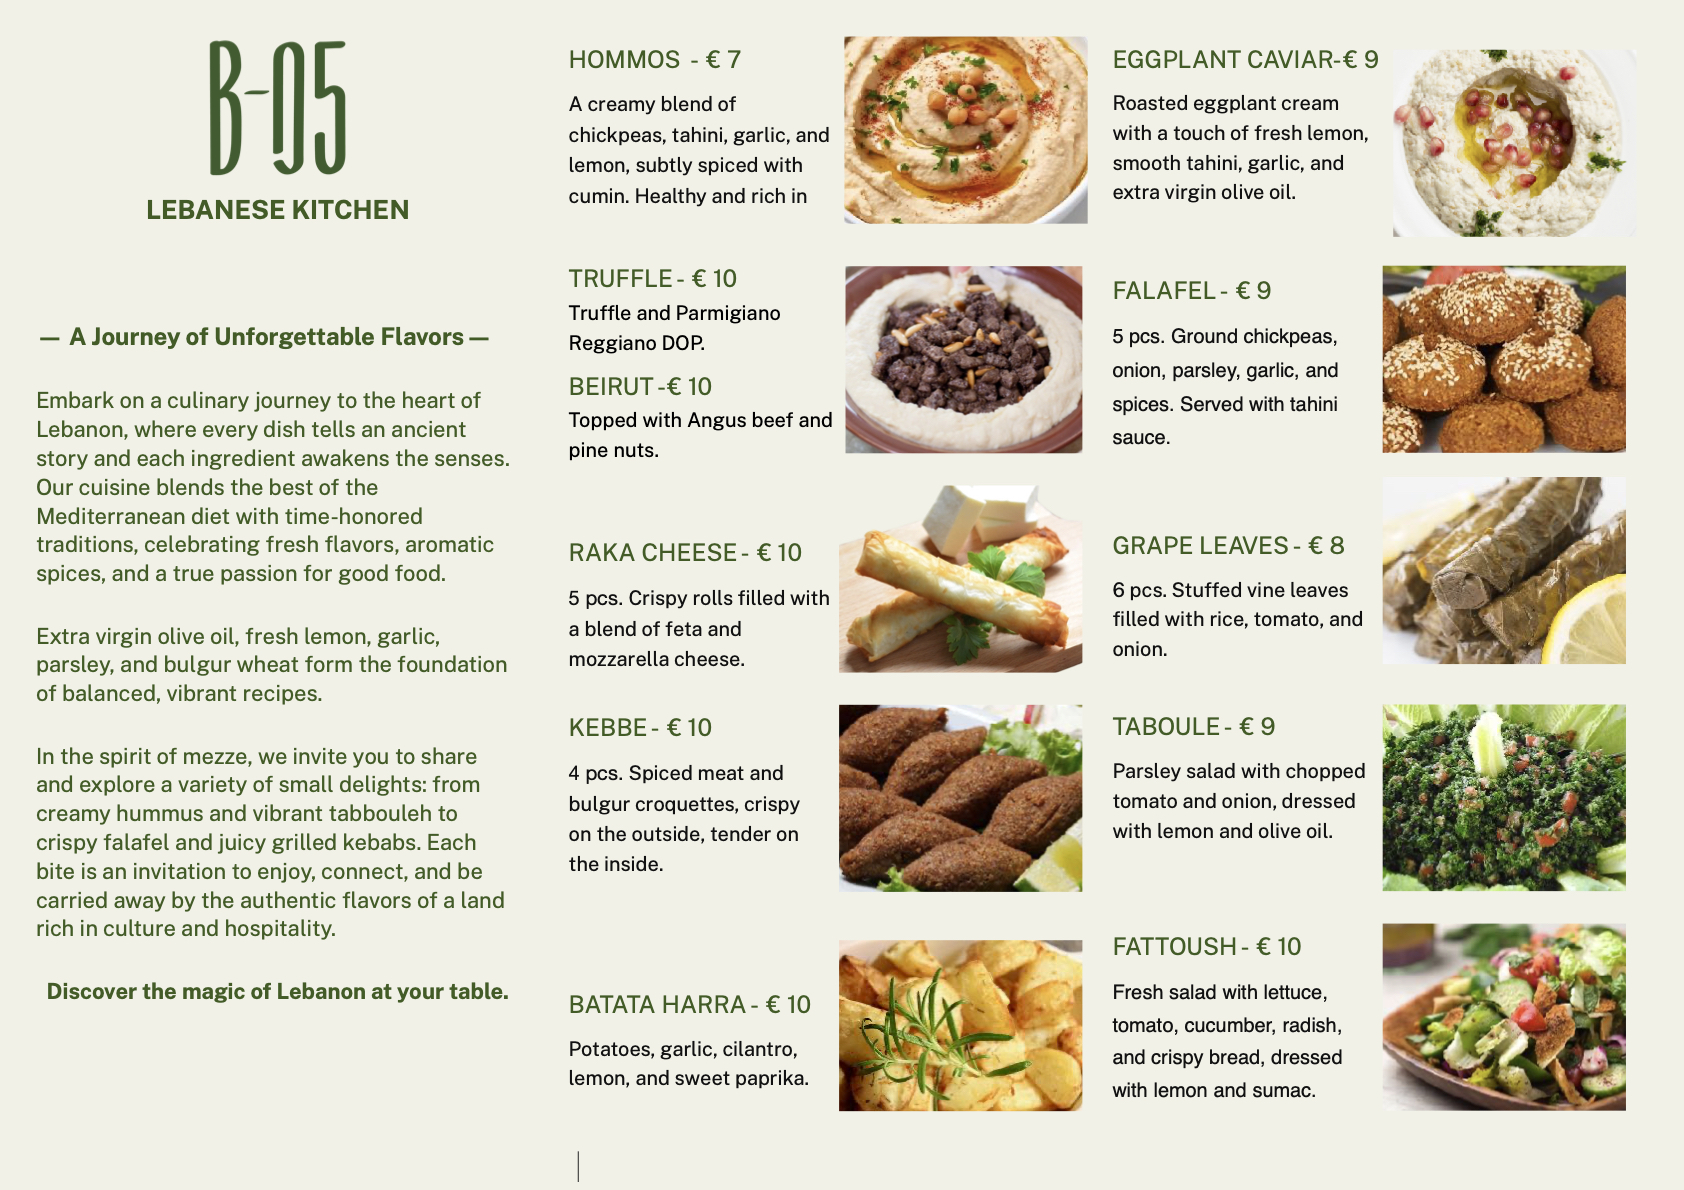 B-05
LEBANESE KITCHEN
— A Journey of Unforgettable Flavors —
Embark on a culinary journey to the heart of
Lebanon, where every dish tells an ancient
story and each ingredient awakens the senses.
Our cuisine blends the best of the
Mediterranean diet with time-honored
traditions, celebrating fresh flavors, aromatic
spices, and a true passion for good food.
Extra virgin olive oil, fresh lemon, garlic,
parsley, and bulgur wheat form the foundation
of balanced, vibrant recipes.
In the spirit of mezze, we invite you to share
and explore a variety of small delights: from
creamy hummus and vibrant tabbouleh to
crispy falafel and juicy grilled kebabs. Each
bite is an invitation to enjoy, connect, and be
carried away by the authentic flavors of a land
rich in culture and hospitality.
Discover the magic of Lebanon at your table.
HOMMOS - € 7
A creamy blend of
chickpeas, tahini, garlic, and
lemon, subtly spiced with
cumin. Healthy and rich in
TRUFFLE - € 10
Truffle and Parmigiano
Reggiano DOP.
BEIRUT -€ 10
Topped with Angus beef and
pine nuts.
RAKA CHEESE - € 10
5 pcs. Crispy rolls filled with
a blend of feta and
mozzarella cheese.
KEBBE - € 10
4 pcs. Spiced meat and
bulgur croquettes, crispy
on the outside, tender on
the inside.
BATATA HARRA - € 10
Potatoes, garlic, cilantro,
lemon, and sweet paprika.
EGGPLANT CAVIAR-€ 9
Roasted eggplant cream
with a touch of fresh lemon,
smooth tahini, garlic, and
extra virgin olive oil.
FALAFEL - € 9
5 pcs. Ground chickpeas,
onion, parsley, garlic, and
spices. Served with tahini
sauce.
GRAPE LEAVES - € 8
6 pcs. Stuffed vine leaves
filled with rice, tomato, and
onion.
TABOULE - € 9
Parsley salad with chopped
tomato and onion, dressed
with lemon and olive oil.
FATTOUSH - € 10
Fresh salad with lettuce,
tomato, cucumber, radish,
and crispy bread, dressed
with lemon and sumac.